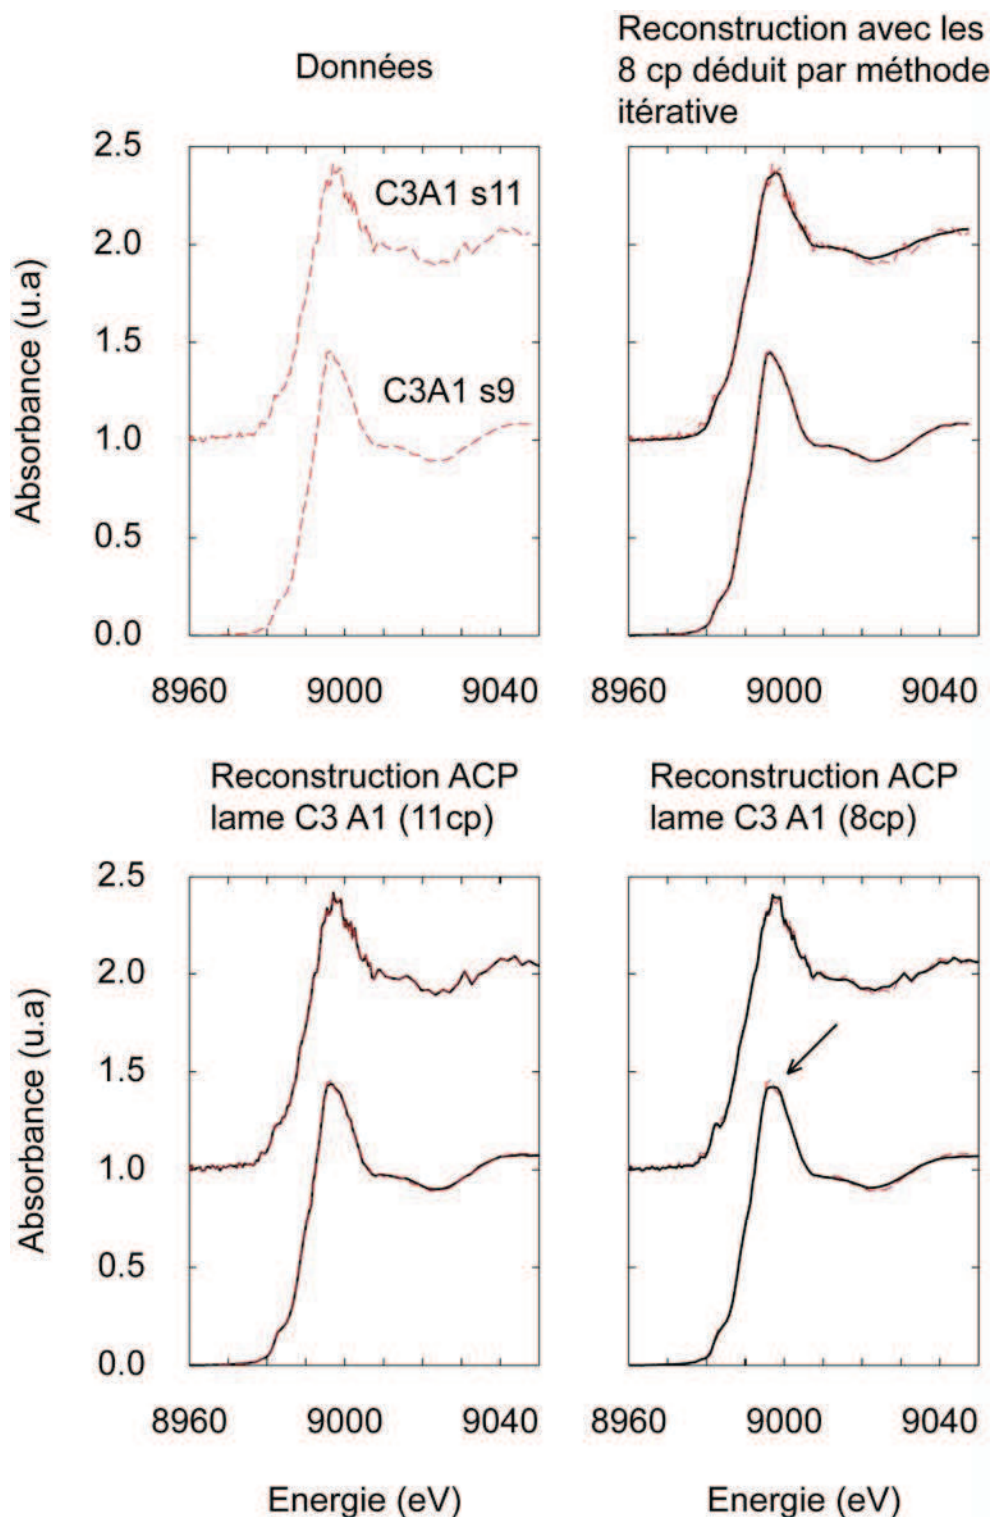 Données
Reconstruction avec les
8 cp déduit par méthode
itérative
Absorbance (u.a)
2.5
2.0
1.5
1.0
0.5
0.0
C3A1 s11
C3A1 s9
8960 9000 9040
8960 9000 9040
Reconstruction ACP
lame C3 A1 (11cp)
Reconstruction ACP
lame C3 A1 (8cp)
Absorbance (u.a)
2.5
2.0
1.5
1.0
0.5
0.0
8960 9000 9040
8960 9000 9040
Energie (eV)
Energie (eV)